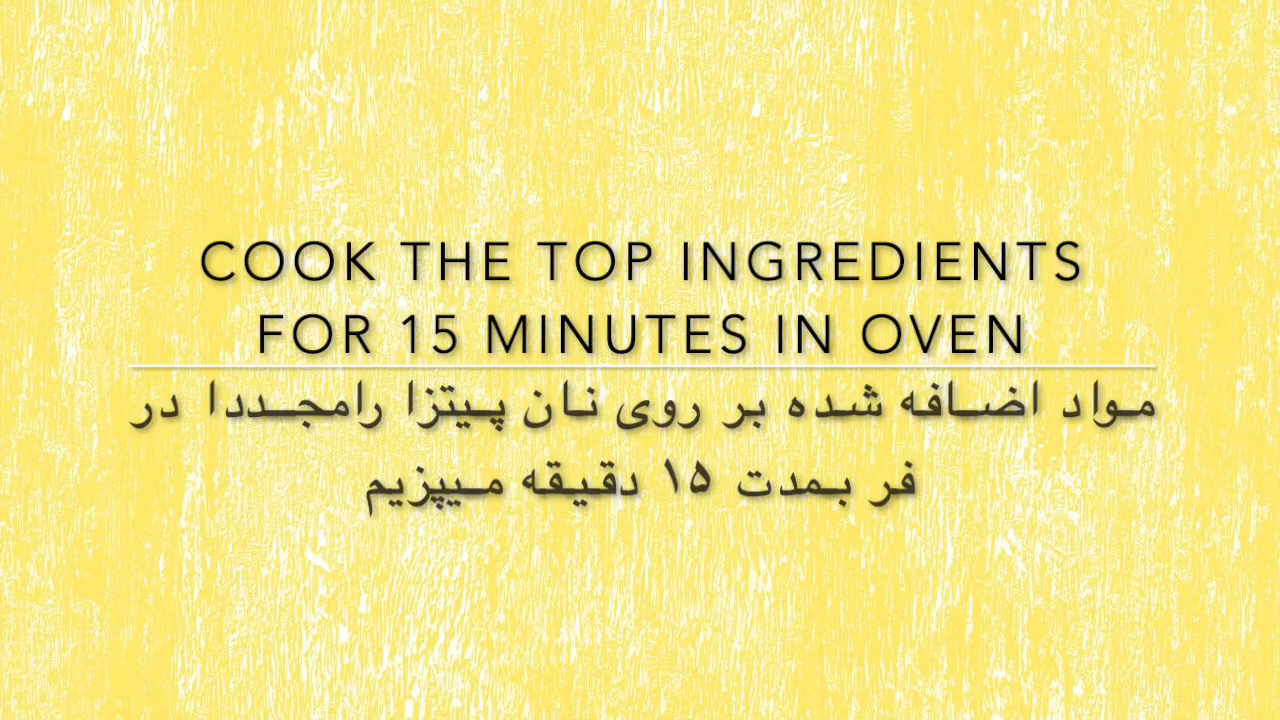 COOK THE TOP INGREDIENTS
FOR 15 MINUTES IN OVEN
مواد اضافه شده بر روی نان پیتزا رامجددا در
فر بمدت ۱۵ دقیقه میپزیم